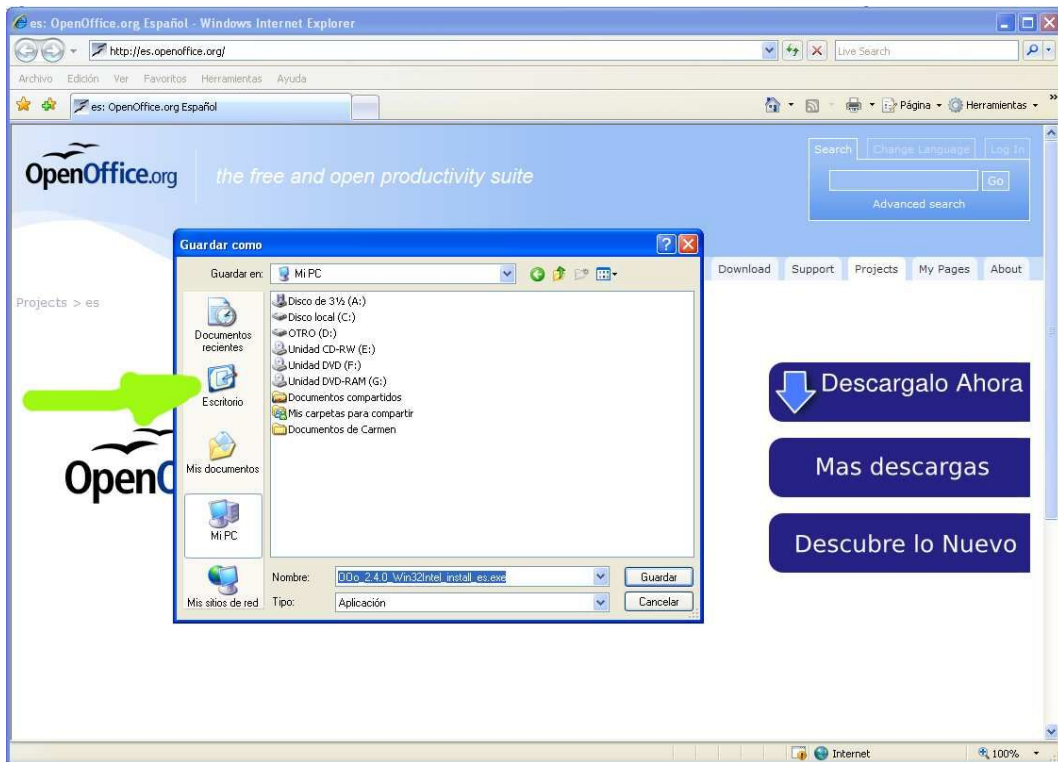 es: OpenOffice.org Español - Windows Internet Explorer
http://es.openoffice.org/
Live Search
Archivo Edición Ver Favoritos Herramientas Ayuda
es: OpenOffice.org Español
Página Herramientas
OpenOffice.org
the free and open productivity suite
Search Change Language Log In
Go
Advanced search
Download Support Projects My Pages About
Projects > es
Guardar como
Guardar en: Mi PC
Documentos recientes
Escritorio
Mis documentos
Mi PC
Mis sitios de red
Disco de 3½ (A:)
Disco local (C:)
OTRO (D:)
Unidad CD-RW (E:)
Unidad DVD (F:)
Unidad DVD-RAM (G:)
Documentos compartidos
Mis carpetas para compartir
Documentos de Carmen
Nombre: OOo_2.4.0_Win32Intel_install_es.exe Guardar
Tipo: Aplicación Cancelar
OpenO
Descargalo Ahora
Mas descargas
Descubre lo Nuevo
Internet 100%